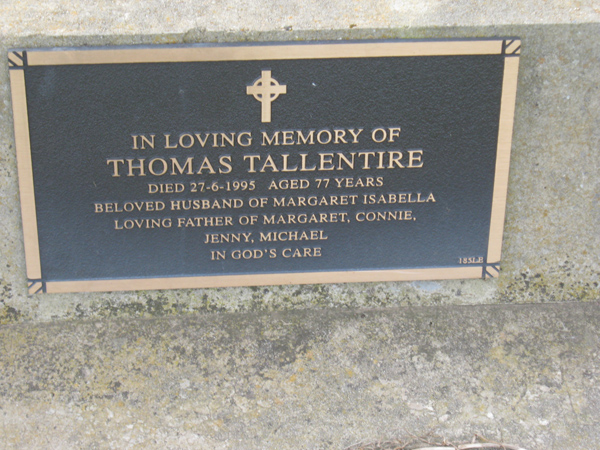 IN LOVING MEMORY OF
THOMAS TALLENTIRE
DIED 27-6-1995 AGED 77 YEARS
BELOVED HUSBAND OF MARGARET ISABELLA
LOVING FATHER OF MARGARET, CONNIE,
JENNY, MICHAEL
IN GOD'S CARE
183LE